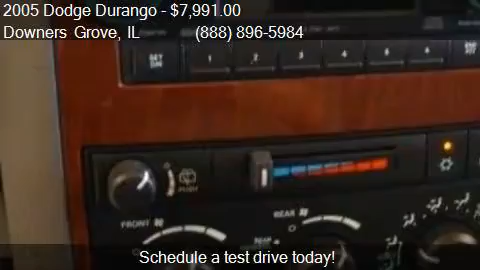 2005 Dodge Durango - $7,991.00
Downers Grove, IL (888) 896-5984
SET 1 2 3 4 5 6
PUSH
FRONT
REAR
REAR
Schedule a test drive today!